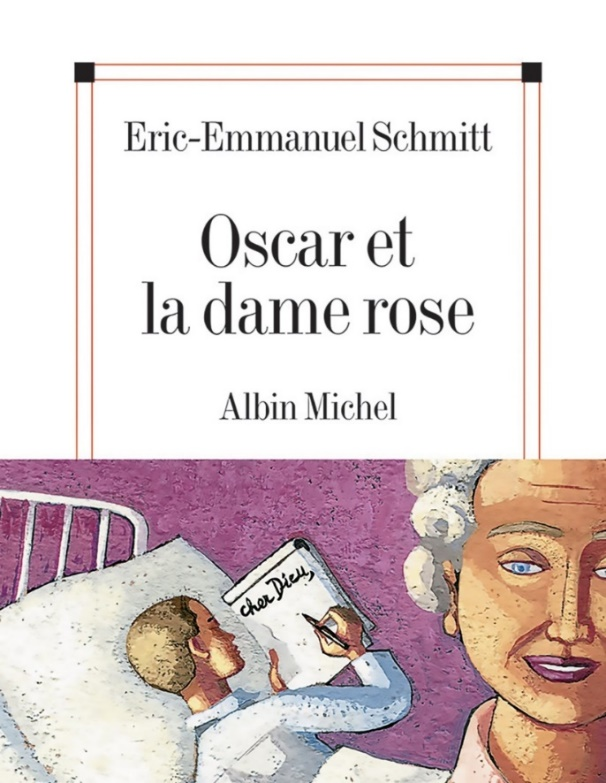 Eric-Emmanuel Schmitt
Oscar et
la dame rose
Albin Michel
cher Dieu,